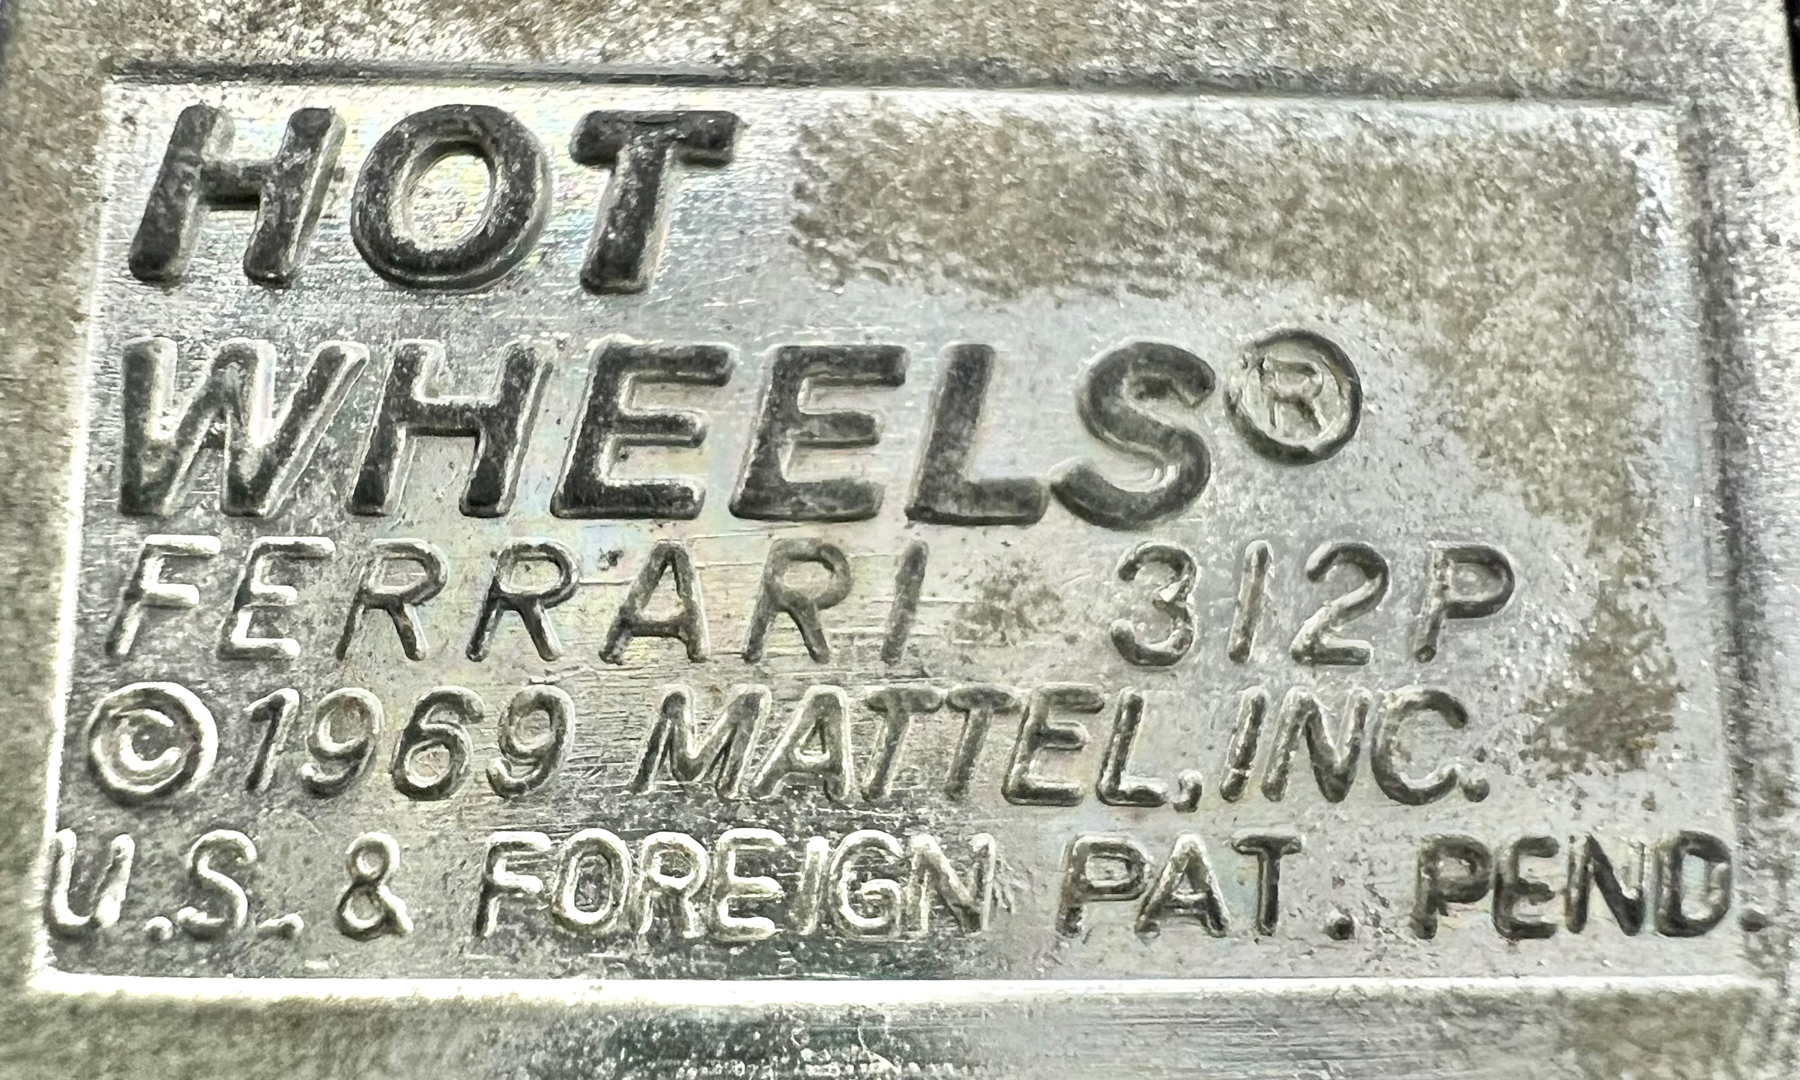 HOT
WHEELS®
FERRARI 312P
©1969 MATTEL, INC.
U.S. & FOREIGN PAT. PEND.